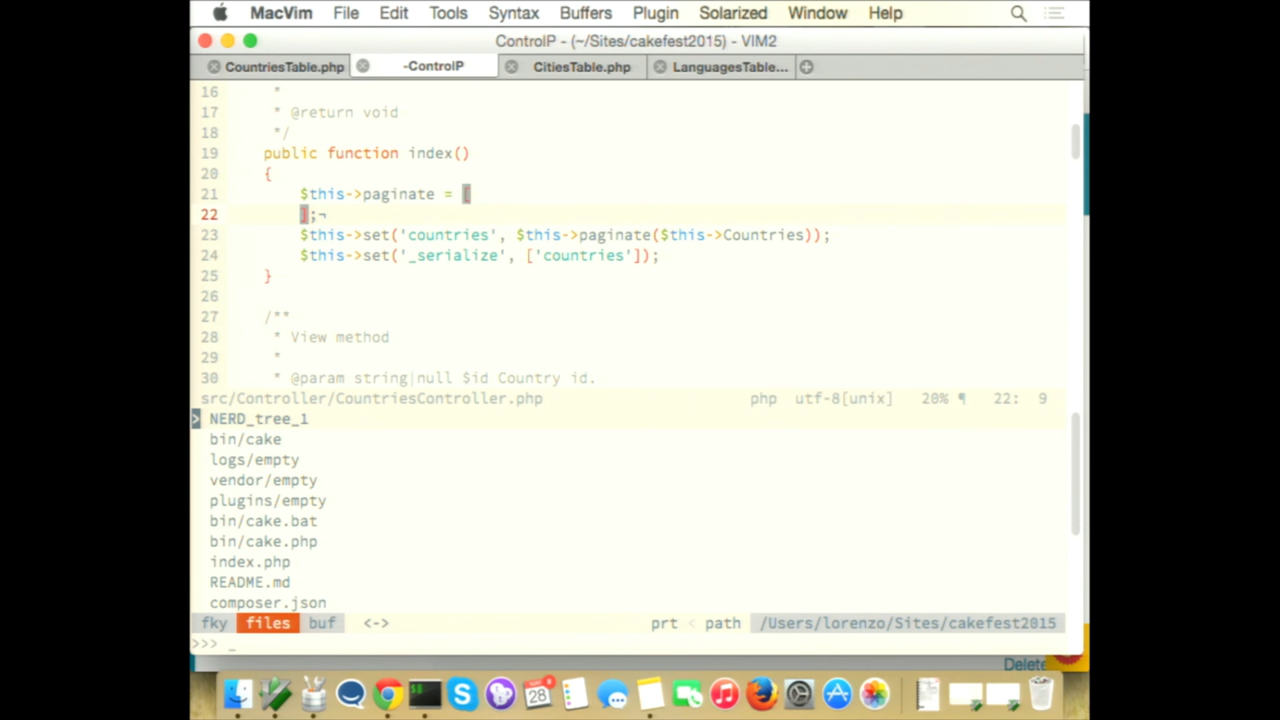 MacVim File Edit Tools Syntax Buffers Plugin Solarized Window Help
ControlP - (~/Sites/cakefest2015) - VIM2
CountriesTable.php -ControlP CitiesTable.php LanguagesTable...
16 *
17 * @return void
18 */
19 public function index()
20 {
21 $this->paginate = [
22 ];¬
23 $this->set('countries', $this->paginate($this->Countries));
24 $this->set('_serialize', ['countries']);
25 }
26
27 /**
28 * View method
29 *
30 * @param string|null $id Country id.
src/Controller/CountriesController.php php utf-8[unix] 20% ¶ 22: 9
> NERD_tree_1
bin/cake
logs/empty
vendor/empty
plugins/empty
bin/cake.bat
bin/cake.php
index.php
README.md
composer.json
fky files buf <-> prt < path /Users/lorenzo/Sites/cakefest2015
>>> _
Delete
28